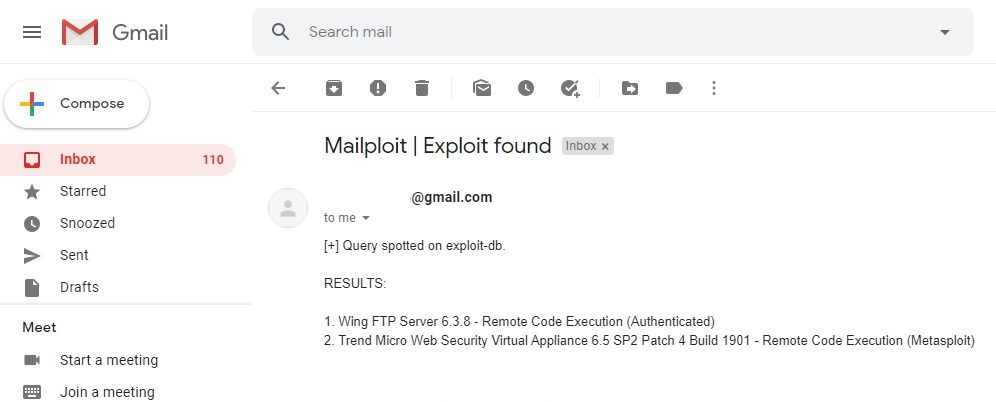 Gmail
Search mail
Compose
Inbox 110
Starred
Snoozed
Sent
Drafts
Meet
Start a meeting
Join a meeting
Mailploit | Exploit found Inbox ×
@gmail.com
to me
[+] Query spotted on exploit-db.
RESULTS:
1. Wing FTP Server 6.3.8 - Remote Code Execution (Authenticated)
2. Trend Micro Web Security Virtual Appliance 6.5 SP2 Patch 4 Build 1901 - Remote Code Execution (Metasploit)